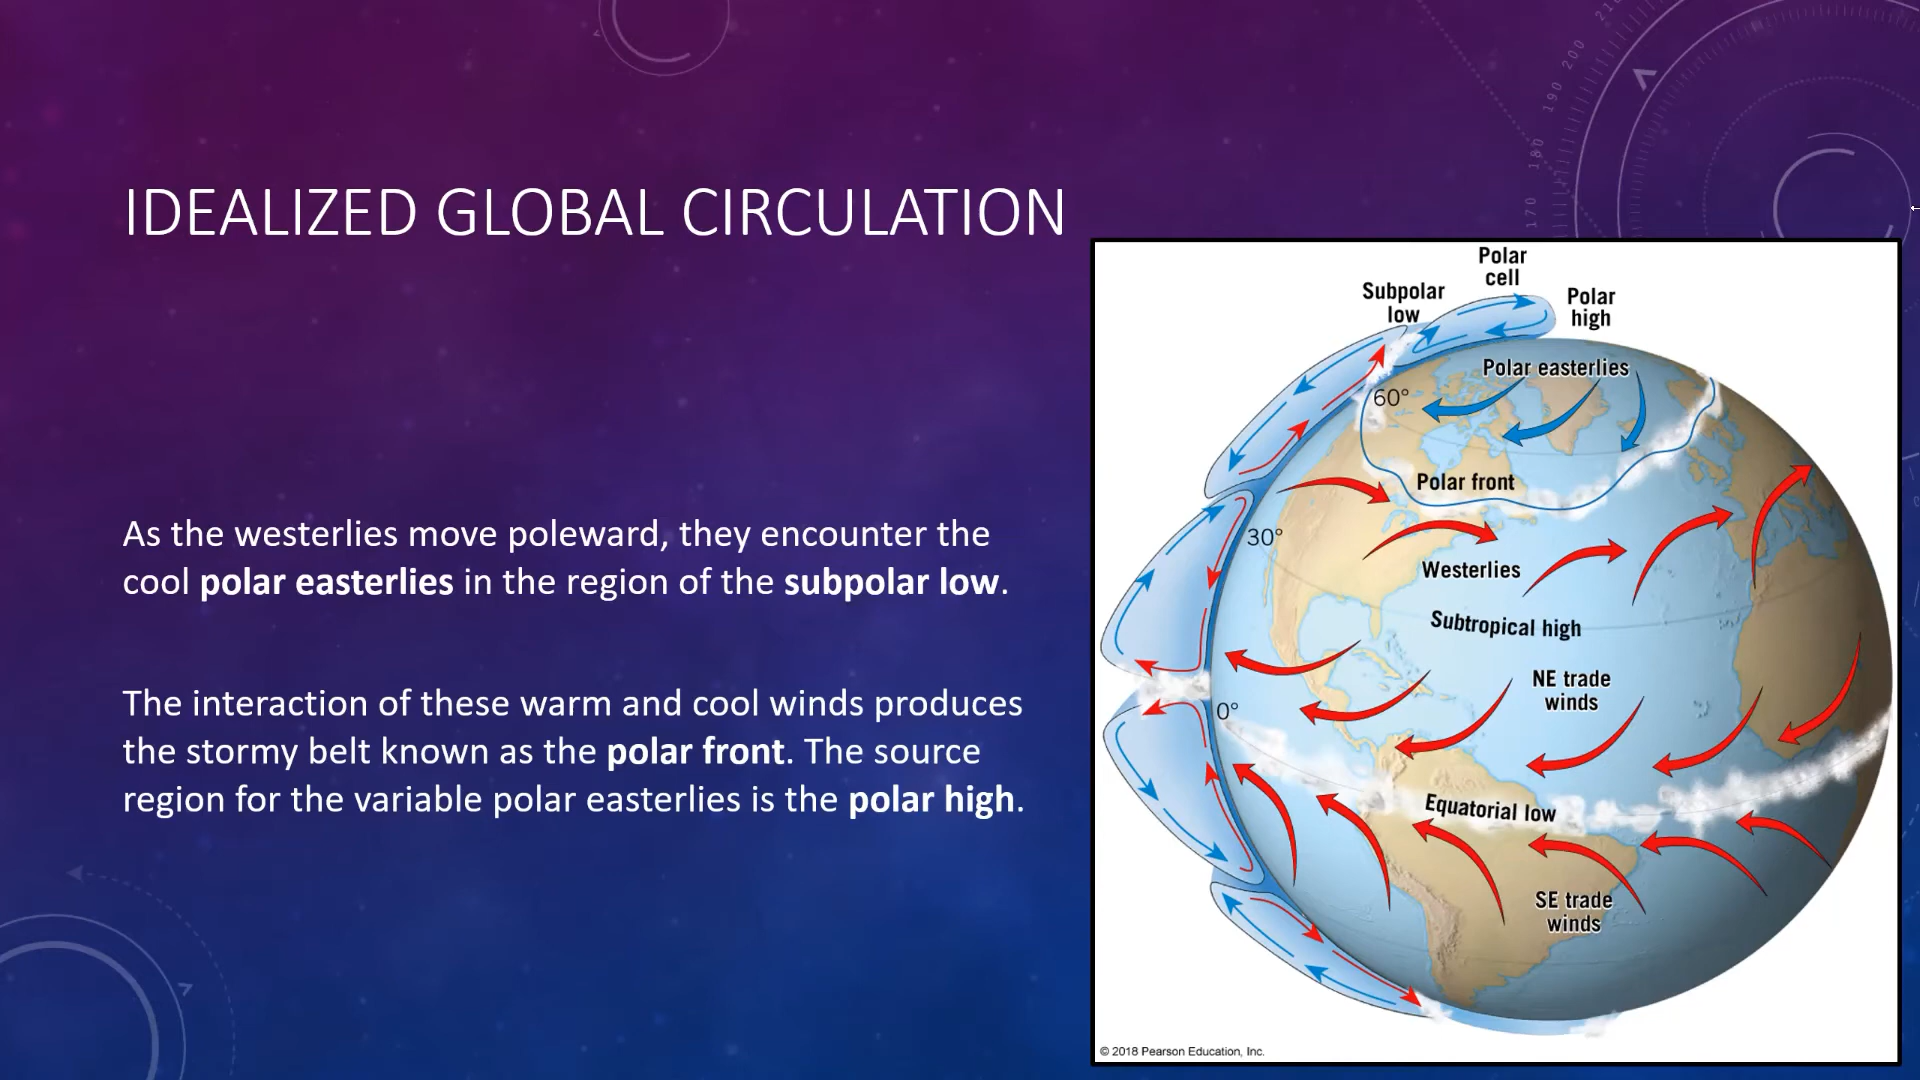 IDEALIZED GLOBAL CIRCULATION
As the westerlies move poleward, they encounter the
cool polar easterlies in the region of the subpolar low.
The interaction of these warm and cool winds produces
the stormy belt known as the polar front. The source
region for the variable polar easterlies is the polar high.
Polar
cell
Subpolar
low
Polar
high
Polar easterlies
60°
Polar front
30°
Westerlies
Subtropical high
NE trade
winds
0°
Equatorial low
SE trade
winds
© 2018 Pearson Education, Inc.
200
190
180
170